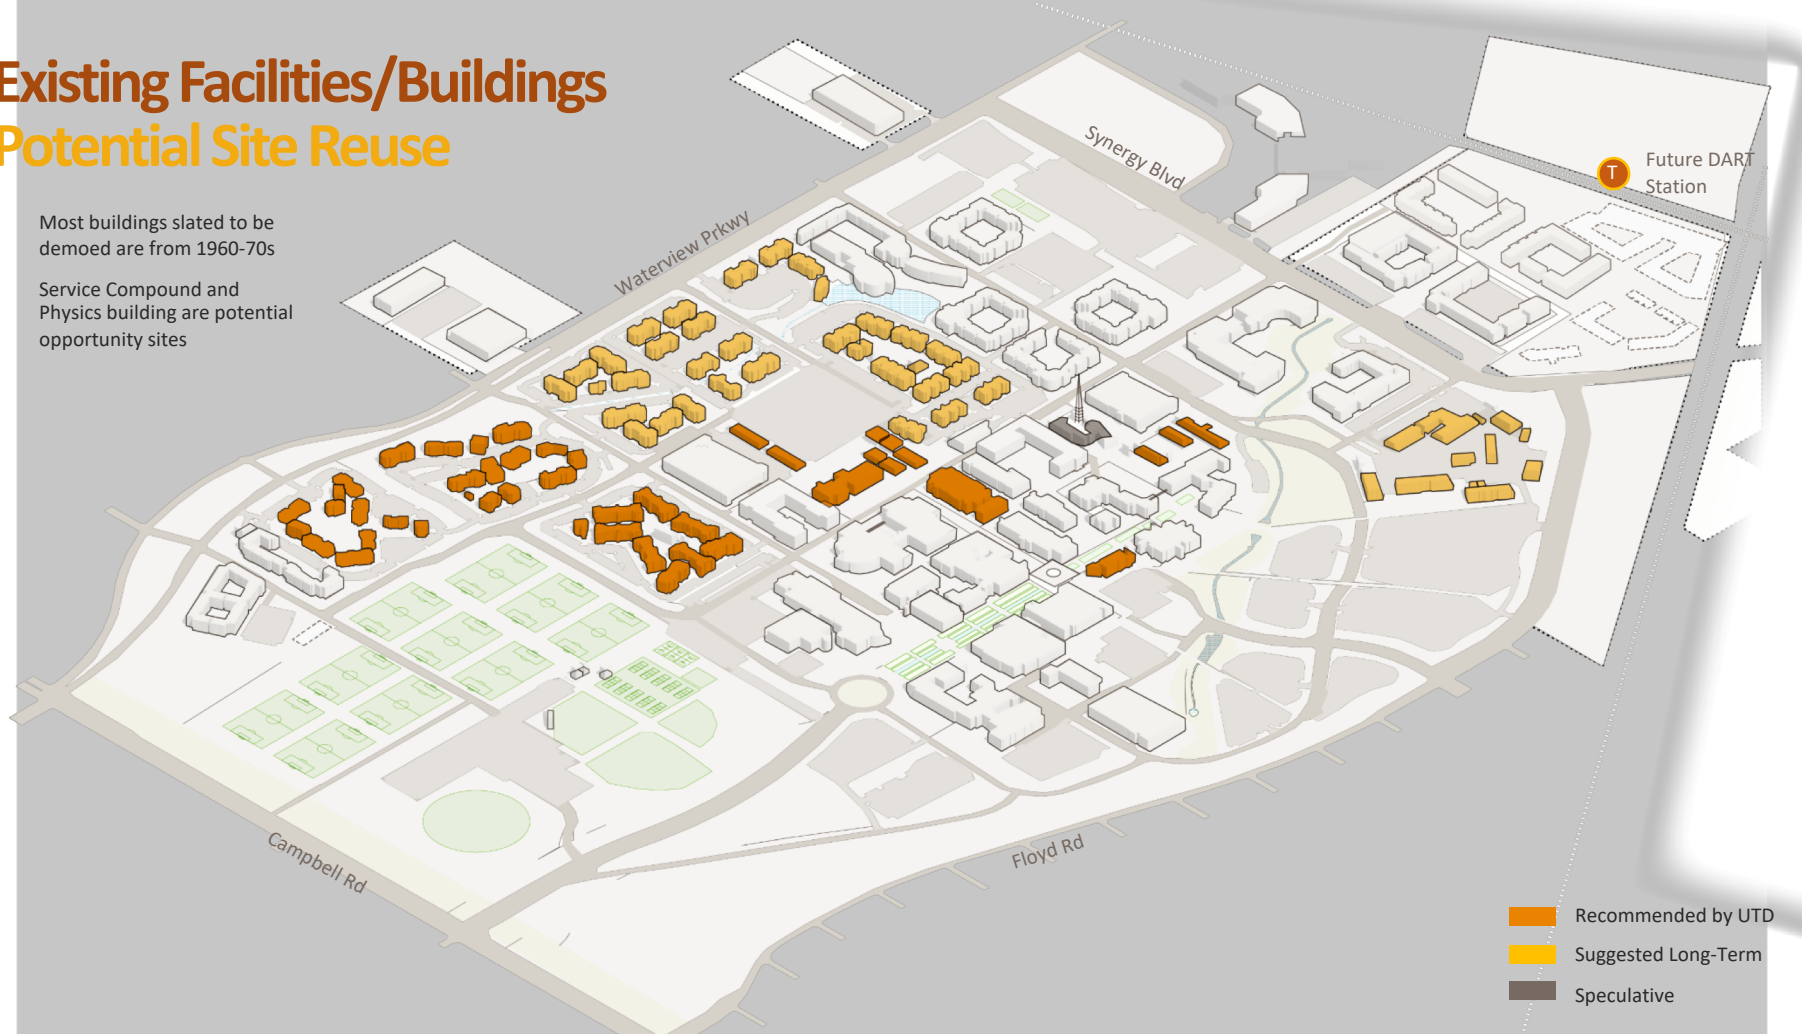 Existing Facilities/Buildings
Potential Site Reuse
Most buildings slated to be
demoed are from 1960-70s
Service Compound and
Physics building are potential
opportunity sites
Waterview Prkwy
Synergy Blvd
T
Future DART
Station
Campbell Rd
Floyd Rd
Recommended by UTD
Suggested Long-Term
Speculative